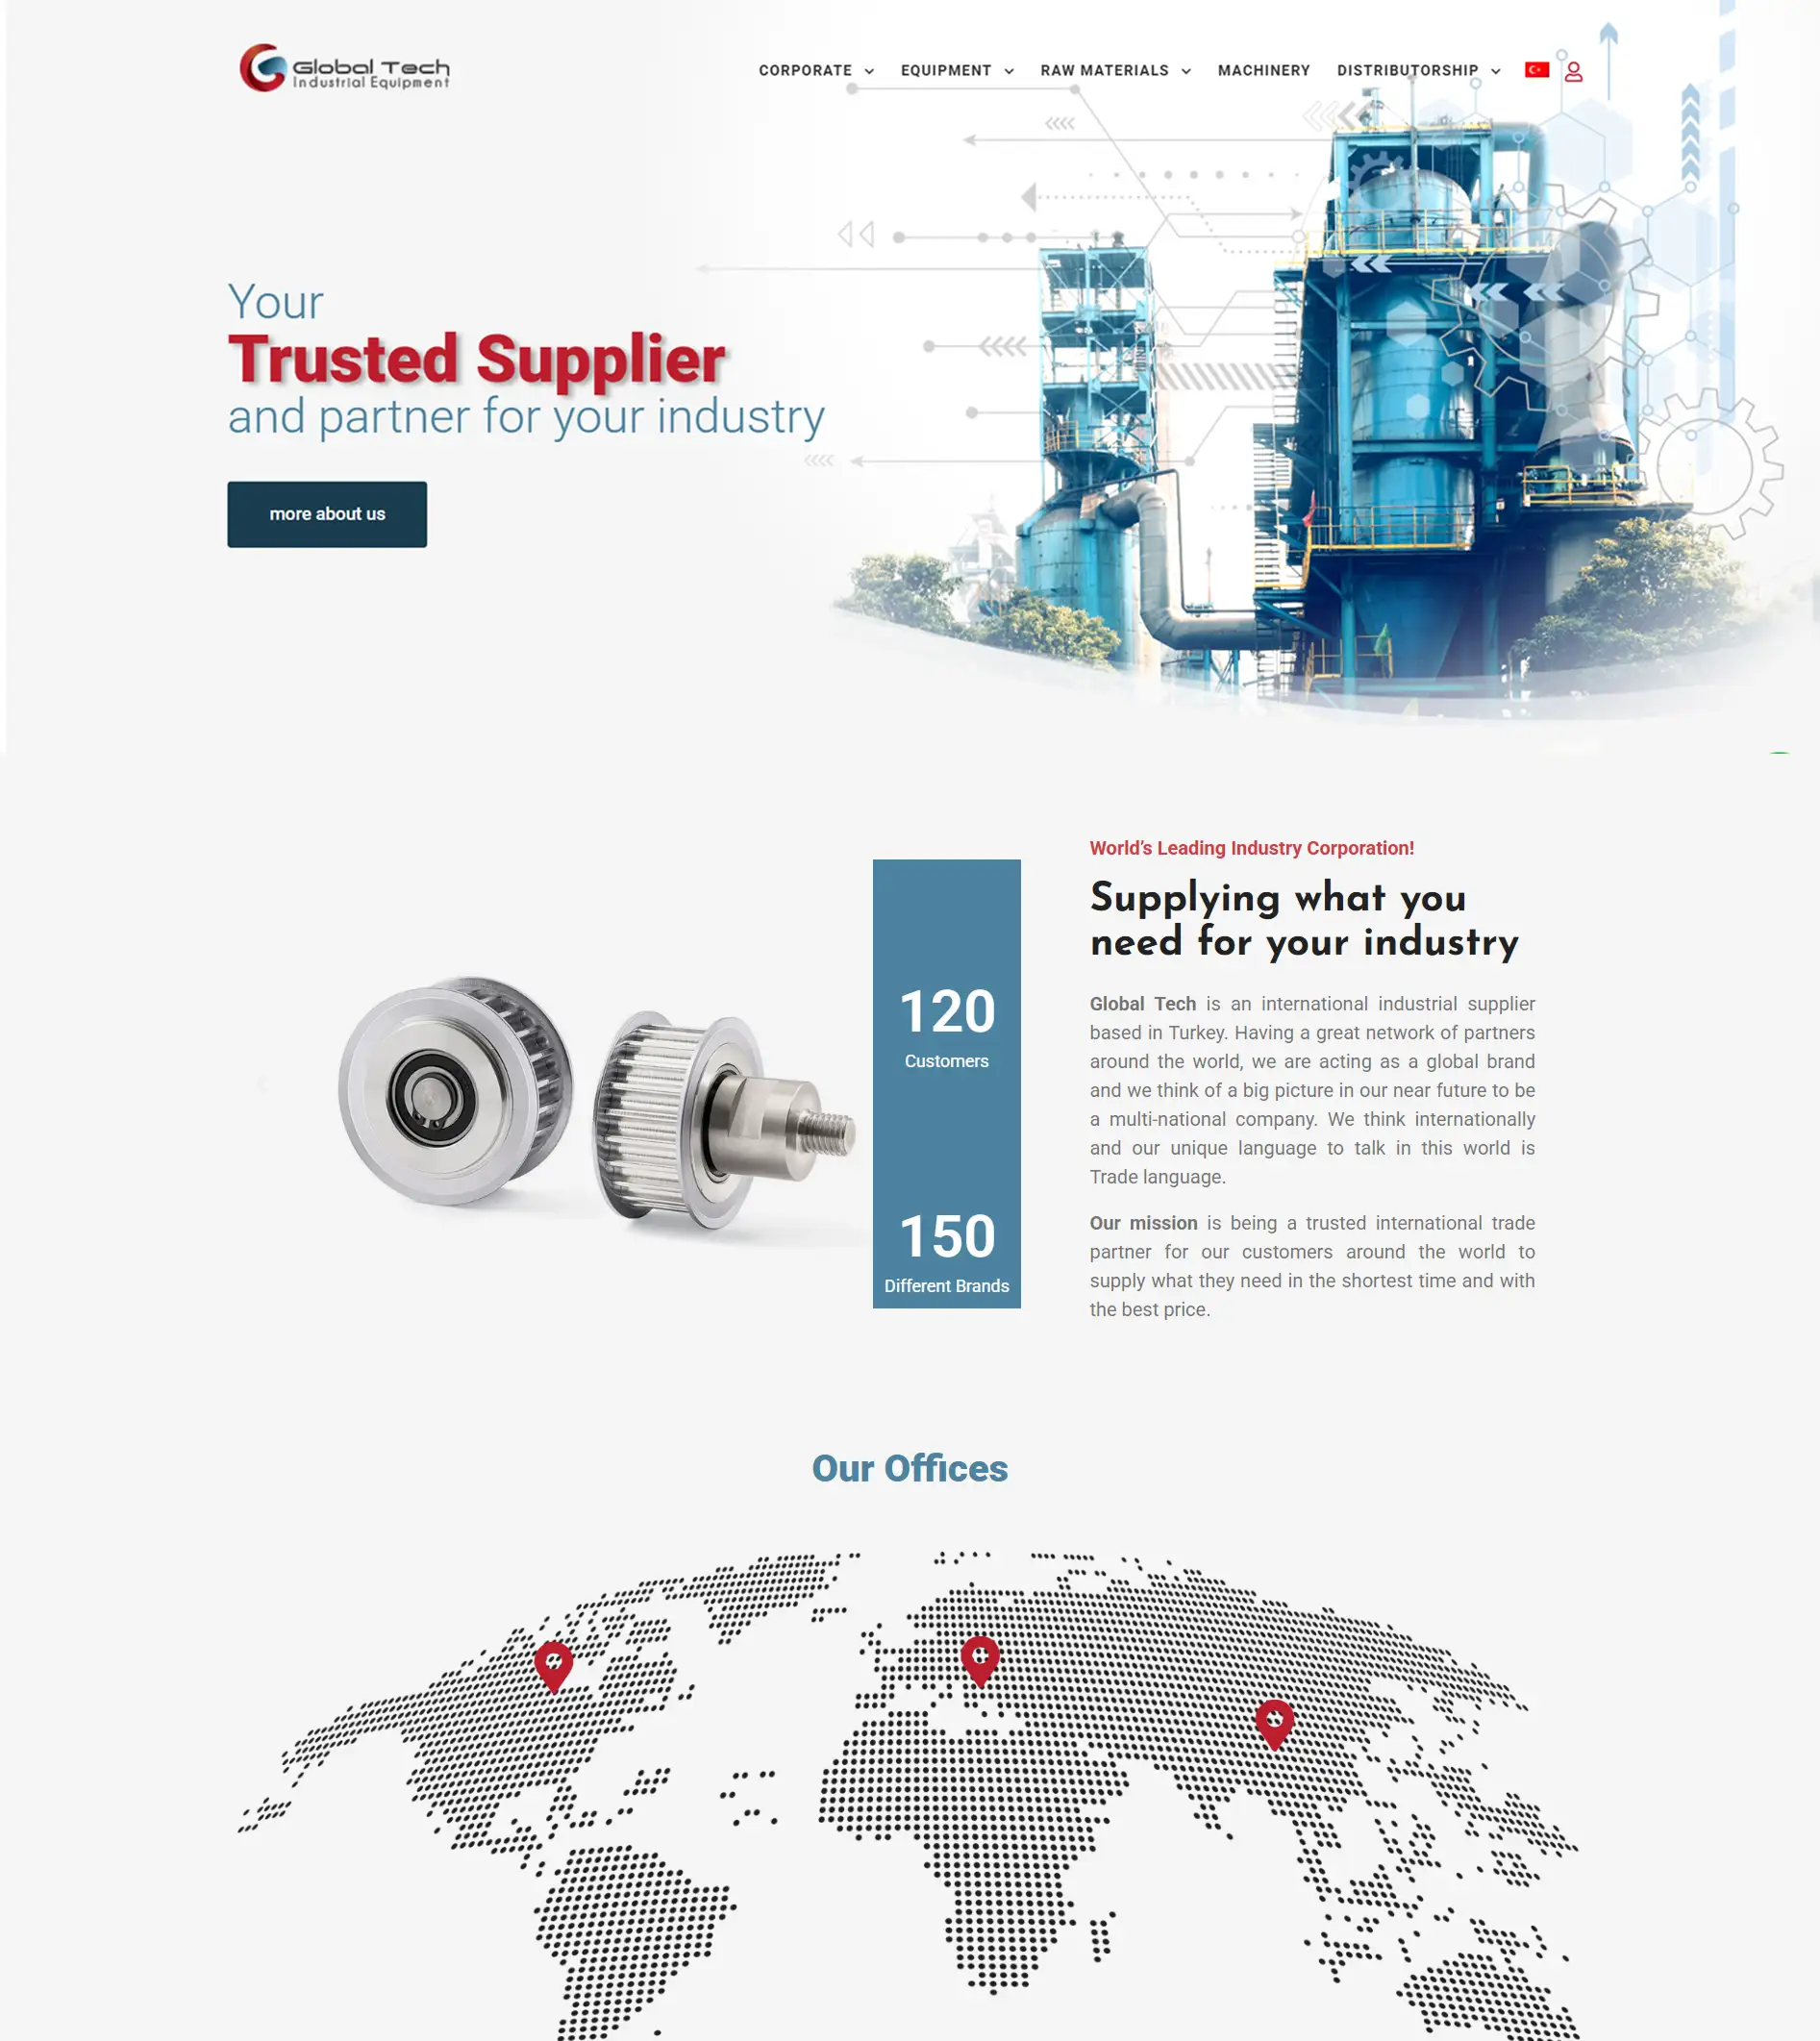 Global Tech
Industrial Equipment
CORPORATE
EQUIPMENT
RAW MATERIALS
MACHINERY
DISTRIBUTORSHIP
Your
Trusted Supplier
and partner for your industry
more about us
120
Customers
150
Different Brands
World’s Leading Industry Corporation!
Supplying what you
need for your industry
Global Tech is an international industrial supplier
based in Turkey. Having a great network of partners
around the world, we are acting as a global brand
and we think of a big picture in our near future to be
a multi-national company. We think internationally
and our unique language to talk in this world is
Trade language.
Our mission is being a trusted international trade
partner for our customers around the world to
supply what they need in the shortest time and with
the best price.
Our Offices